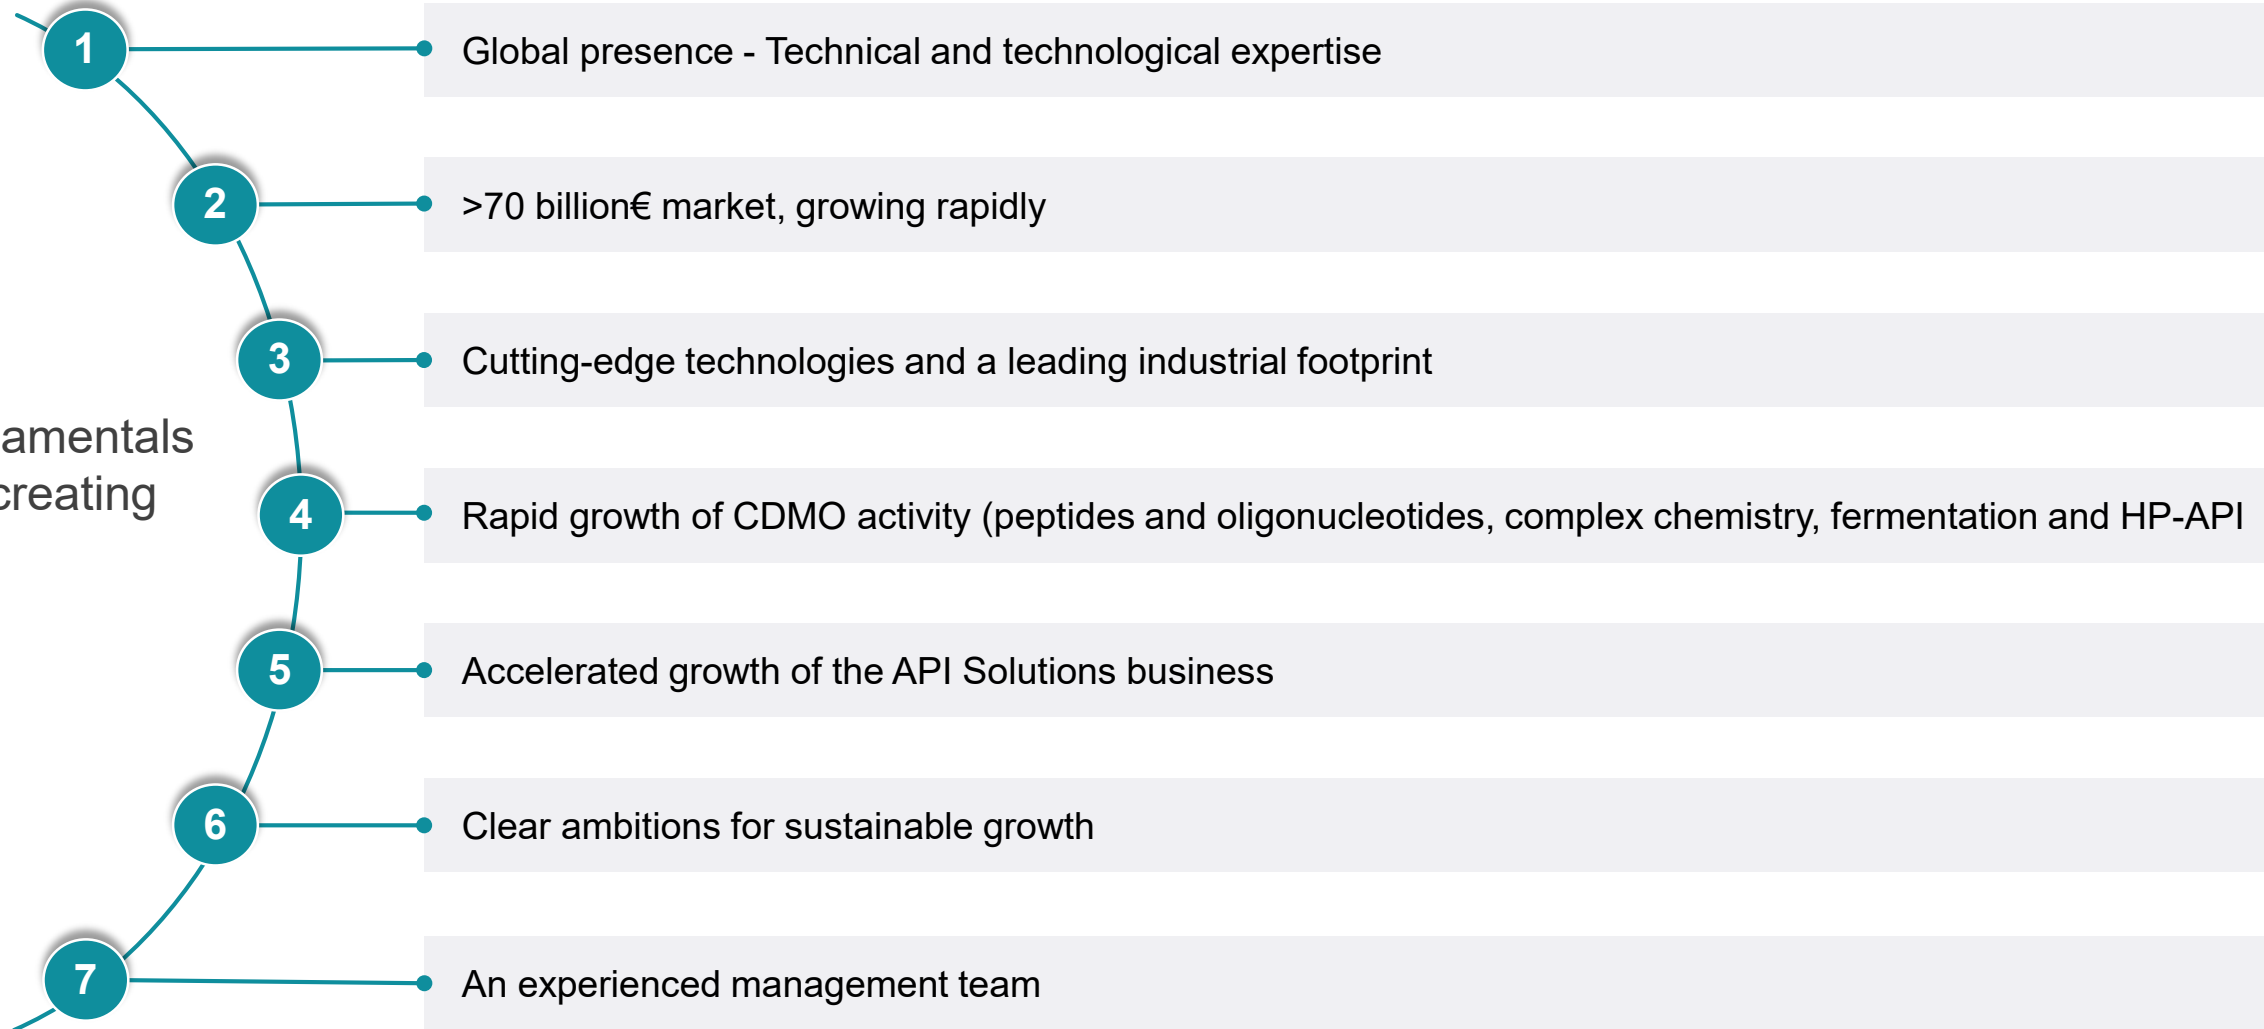 1
Global presence - Technical and technological expertise
2
>70 billion€ market, growing rapidly
3
Cutting-edge technologies and a leading industrial footprint
amentals
creating
4
Rapid growth of CDMO activity (peptides and oligonucleotides, complex chemistry, fermentation and HP-API
5
Accelerated growth of the API Solutions business
6
Clear ambitions for sustainable growth
7
An experienced management team